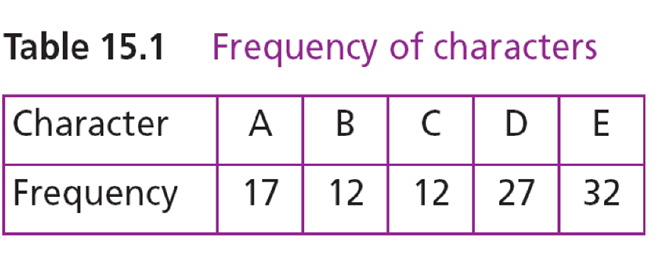 Table 15.1 Frequency of characters
Character A B C D E
Frequency 17 12 12 27 32